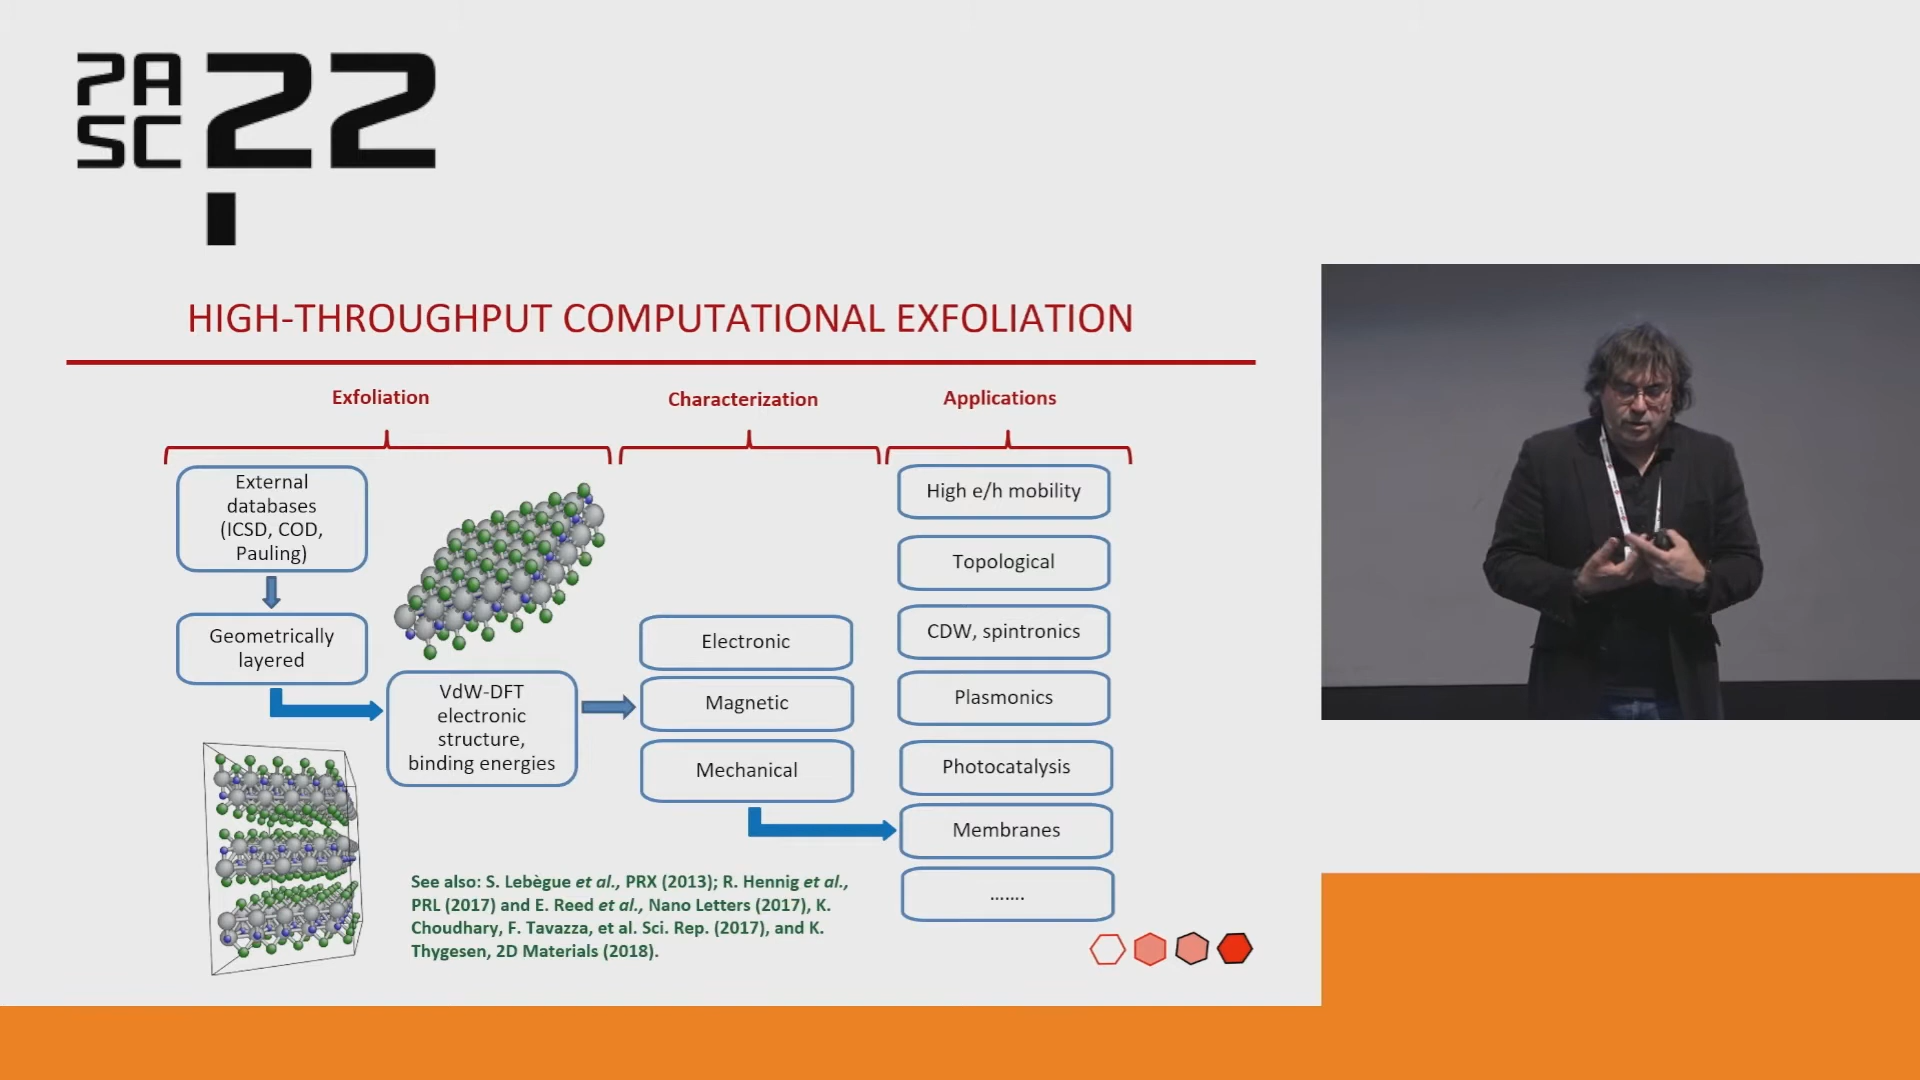 PA
SC 22
HIGH-THROUGHPUT COMPUTATIONAL EXFOLIATION
Exfoliation
Characterization
Applications
External
databases
(ICSD, COD,
Pauling)
Geometrically
layered
VdW-DFT
electronic
structure,
binding energies
Electronic
Magnetic
Mechanical
High e/h mobility
Topological
CDW, spintronics
Plasmonics
Photocatalysis
Membranes
.......
See also: S. Lebègue et al., PRX (2013); R. Hennig et al.,
PRL (2017) and E. Reed et al., Nano Letters (2017), K.
Choudhary, F. Tavazza, et al. Sci. Rep. (2017), and K.
Thygesen, 2D Materials (2018).